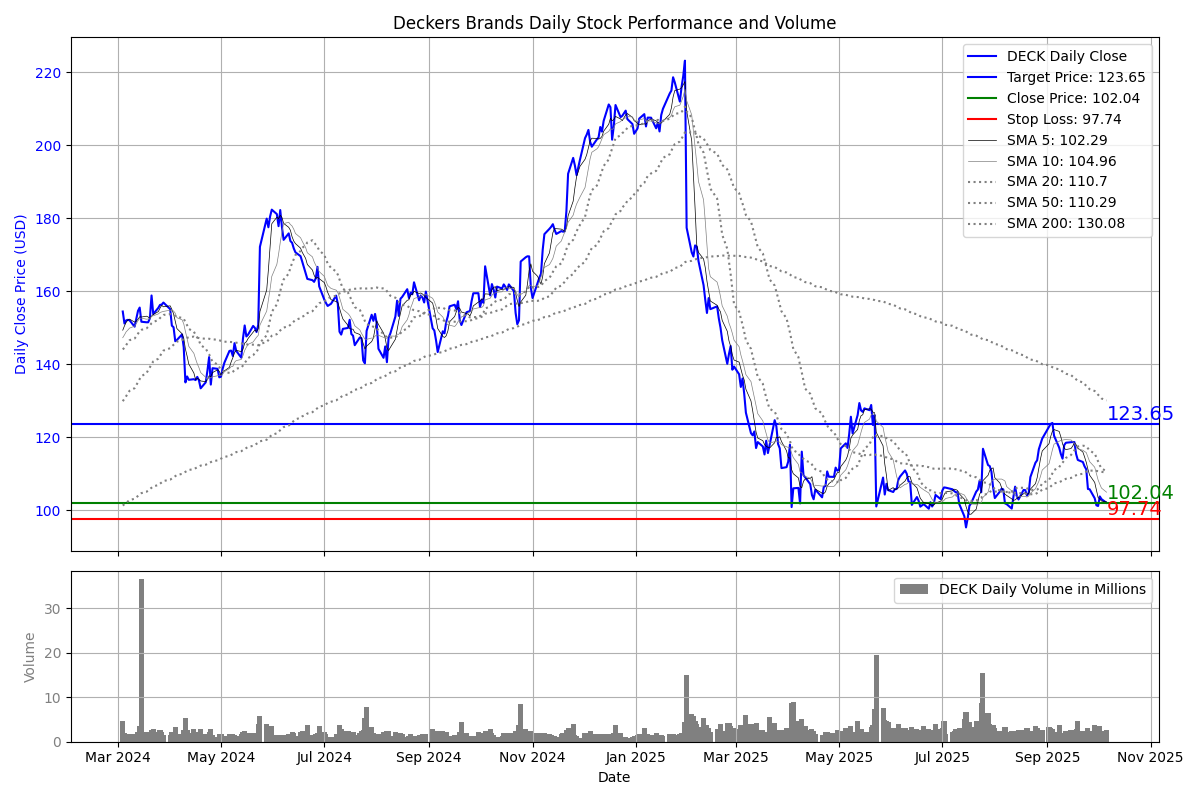 Deckers Brands Daily Stock Performance and Volume
Daily Close Price (USD)
220
200
180
160
140
120
100
DECK Daily Close
Target Price: 123.65
Close Price: 102.04
Stop Loss: 97.74
SMA 5: 102.29
SMA 10: 104.96
SMA 20: 110.7
SMA 50: 110.29
SMA 200: 130.08
123.65
102.04
97.74
Volume
30
20
10
0
DECK Daily Volume in Millions
Mar 2024 May 2024 Jul 2024 Sep 2024 Nov 2024 Jan 2025 Mar 2025 May 2025 Jul 2025 Sep 2025 Nov 2025
Date